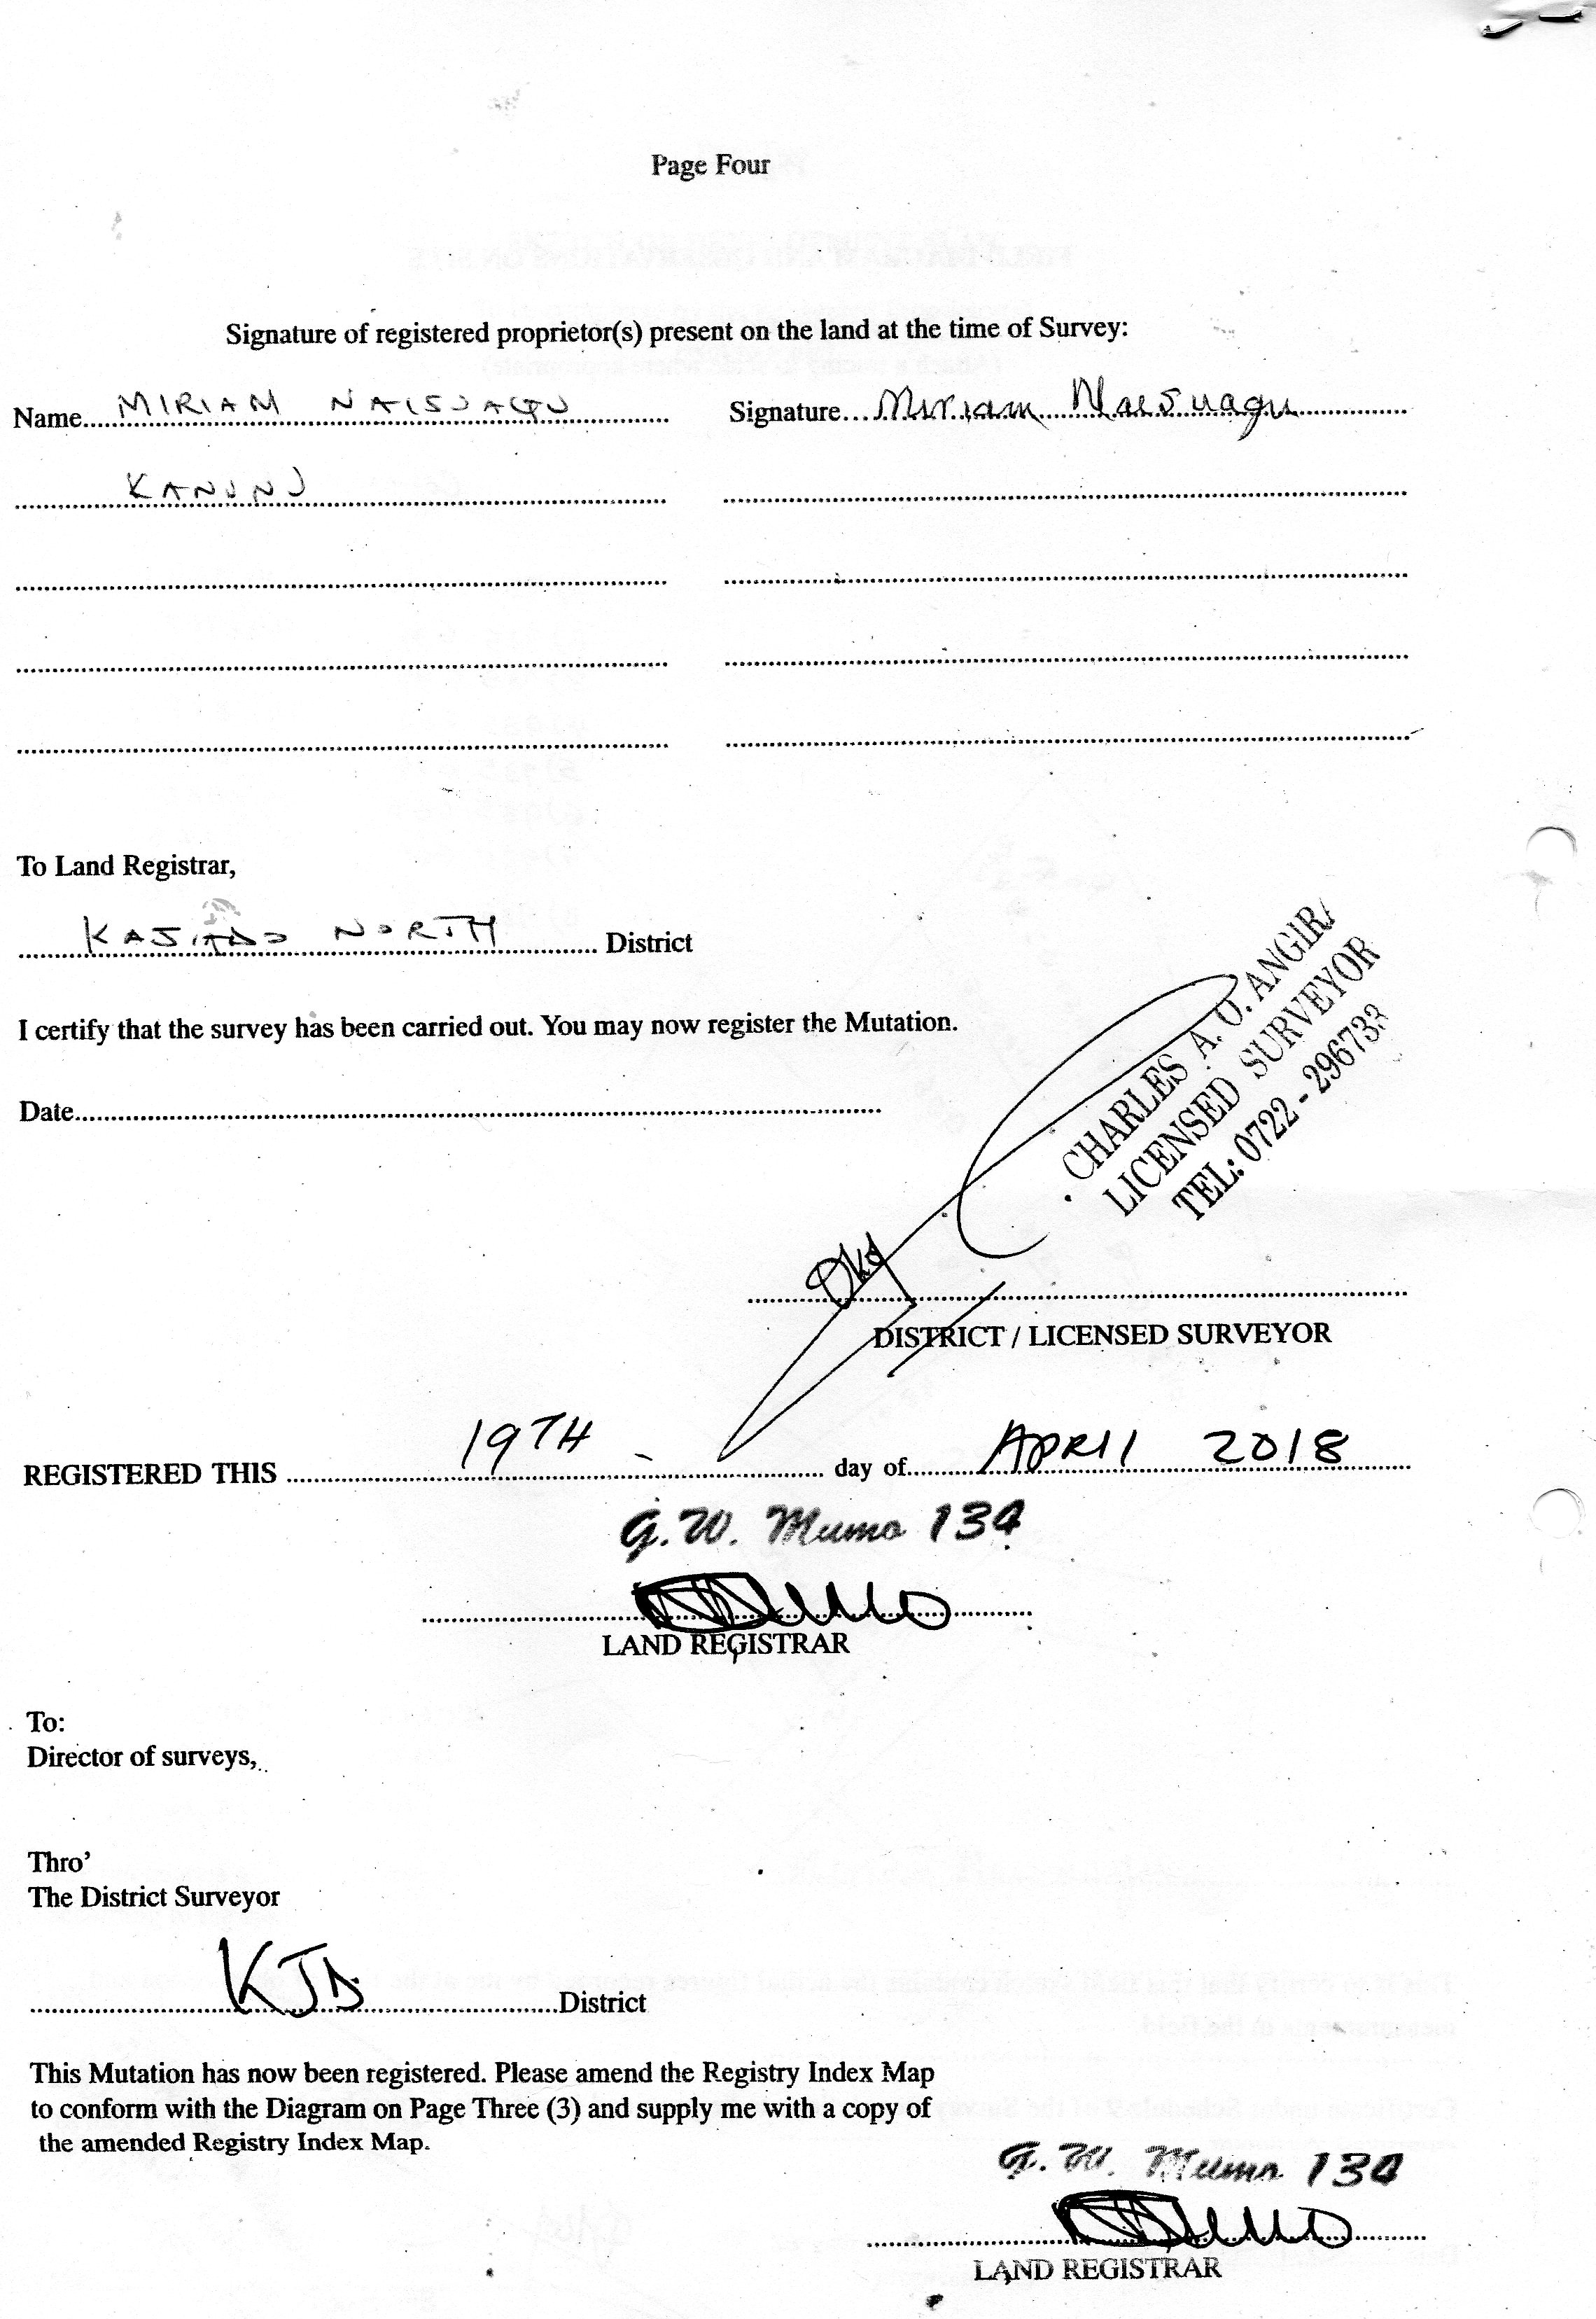 Page Four
Signature of registered proprietor(s) present on the land at the time of Survey:
Name....MIRIAM NAISUAGU.... Signature....Miriam Naisuagu....
KANUNU
To Land Registrar,
....KAJIADO NORTH.... District
I certify that the survey has been carried out. You may now register the Mutation.
Date....
CHARLES A. O. ANGIRA
LICENSED SURVEYOR
TEL: 0722 - 296733
DISTRICT / LICENSED SURVEYOR
REGISTERED THIS ....19TH.... day of....APRIL 2018....
G.W. Mumo 134
LAND REGISTRAR
To:
Director of surveys,
Thro'
The District Surveyor
....KJD....District
This Mutation has now been registered. Please amend the Registry Index Map
to conform with the Diagram on Page Three (3) and supply me with a copy of
the amended Registry Index Map.
G.W. Mumo 134
LAND REGISTRAR